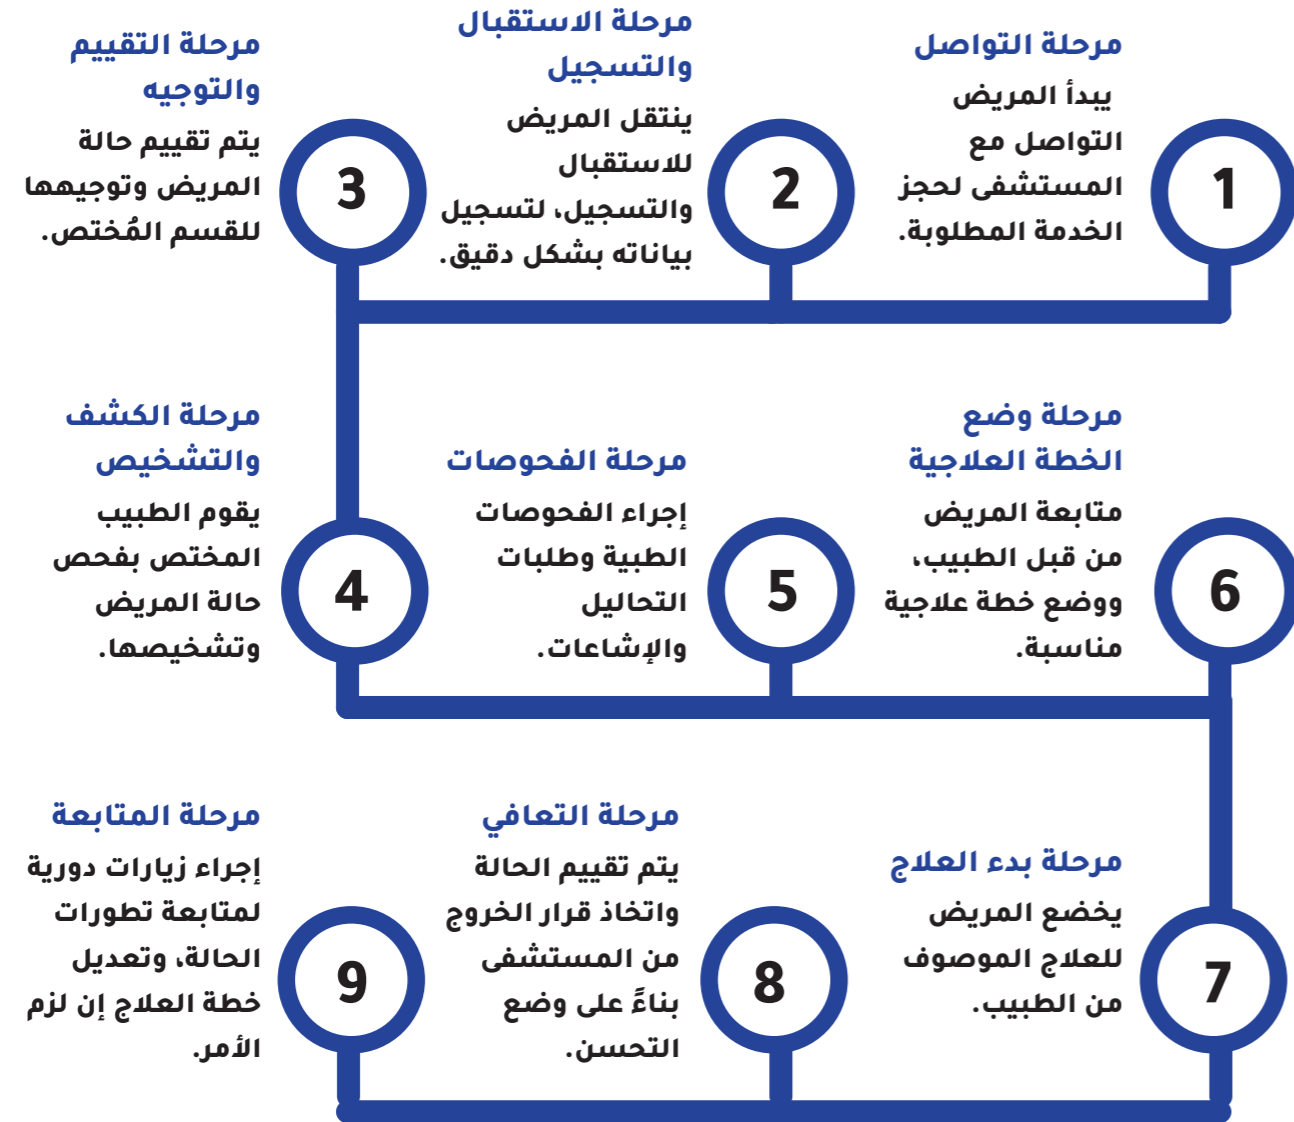 1
مرحلة التواصل
يبدأ المريض
التواصل مع
المستشفى لحجز
الخدمة المطلوبة.
2
مرحلة الاستقبال
والتسجيل
ينتقل المريض
للاستقبال
والتسجيل، لتسجيل
بياناته بشكل دقيق.
3
مرحلة التقييم
والتوجيه
يتم تقييم حالة
المريض وتوجيهها
للقسم المُختص.
4
مرحلة الكشف
والتشخيص
يقوم الطبيب
المختص بفحص
حالة المريض
وتشخيصها.
5
مرحلة الفحوصات
إجراء الفحوصات
الطبية وطلبات
التحاليل
والإشاعات.
6
مرحلة وضع
الخطة العلاجية
متابعة المريض
من قبل الطبيب،
ووضع خطة علاجية
مناسبة.
7
مرحلة بدء العلاج
يخضع المريض
للعلاج الموصوف
من الطبيب.
8
مرحلة التعافي
يتم تقييم الحالة
واتخاذ قرار الخروج
من المستشفى
بناءً على وضع
التحسن.
9
مرحلة المتابعة
إجراء زيارات دورية
لمتابعة تطورات
الحالة، وتعديل
خطة العلاج إن لزم
الأمر.